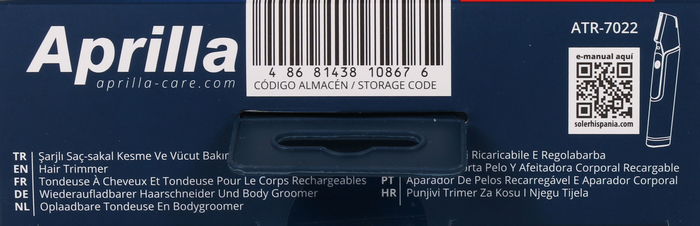 Aprilla
aprilla-care.com
4 86 81438 10867 6
CÓDIGO ALMACÉN / STORAGE CODE
ATR-7022
e-manual aquí
solerhispania.com
TR Şarjlı Saç-sakal Kesme Ve Vücut
EN Hair Trimmer
FR Tondeuse À Cheveux Et Tondeuse Pour Le Corps Rechargeables
DE Wiederaufladbarer Haarschneider Und Body Groomer
NL Oplaadbare Tondeuse En Bodygroomer
Ricaricabile E Regolabarba
Pelo Y Afeitadora Corporal Recargable
PT Aparador De Pelos Recarregável E Aparador Corporal
HR Punjivi Trimer Za Kosu I Njegu Tijela